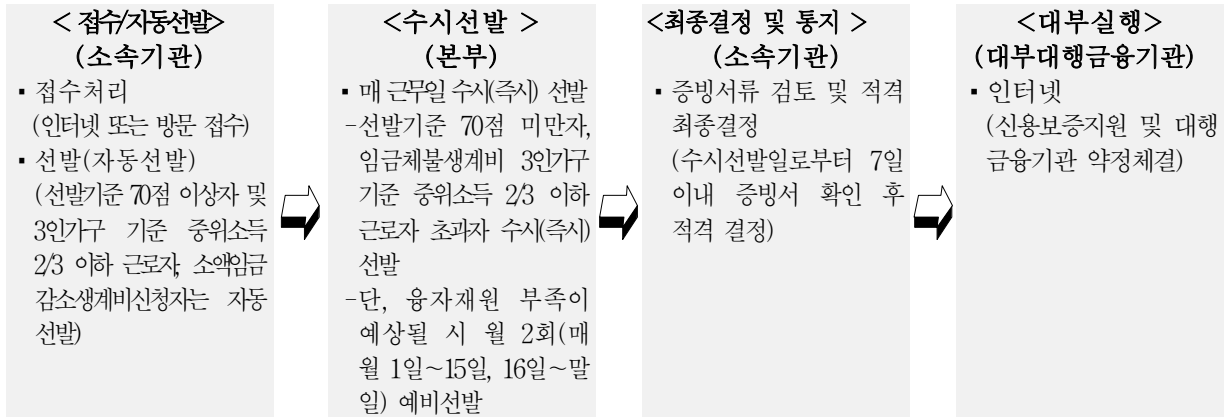 < 접수/자동선발>
(소속기관)
▪ 접수처리
(인터넷 또는 방문 접수)
▪ 선발(자동선발)
(선발기준 70점 이상자 및
3인가구 기준 중위소득
2/3 이하 근로자, 소액임금
감소생계비신청자는 자동
선발)
<수시선발 >
(본부)
▪ 매 근무일 수시(즉시) 선발
-선발기준 70점 미만자,
임금체불생계비 3인가구
기준 중위소득 2/3 이하
근로자 초과자 수시(즉시)
선발
-단, 융자재원 부족이
예상될 시 월 2회(매
월 1일~15일, 16일~말
일) 예비선발
<최종결정 및 통지 >
(소속기관)
▪ 증빙서류 검토 및 적격
최종결정
(수시선발일로부터 7일
이내 증빙서 확인 후
적격 결정)
<대부실행>
(대부대행금융기관)
▪ 인터넷
(신용보증지원 및 대행
금융기관 약정체결)